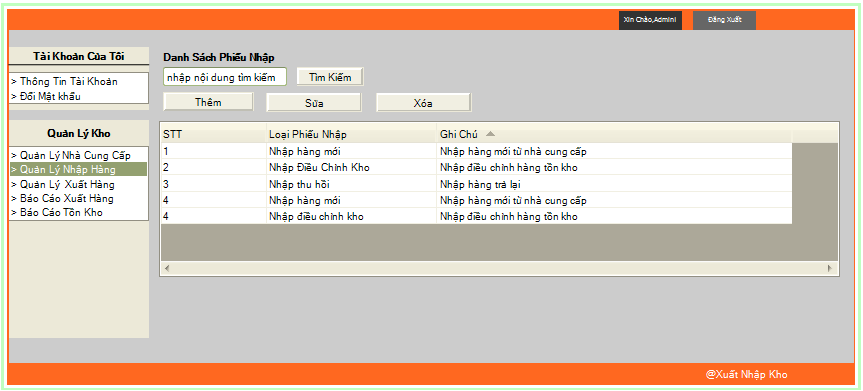 Xin Chào,Admin! Đăng Xuất
Tài Khoản Của Tôi
> Thông Tin Tài Khoản
> Đổi Mật khẩu
Quản Lý Kho
> Quản Lý Nhà Cung Cấp
> Quản Lý Nhập Hàng
> Quản Lý Xuất Hàng
> Báo Cáo Xuất Hàng
> Báo Cáo Tồn Kho
Danh Sách Phiếu Nhập
nhập nội dung tìm kiếm Tìm Kiếm
Thêm Sửa Xóa
STT Loại Phiếu Nhập Ghi Chú
1 Nhập hàng mới Nhập hàng mới từ nhà cung cấp
2 Nhập Điều Chỉnh Kho Nhập điều chỉnh hàng tồn kho
3 Nhập thu hồi Nhập hàng trả lại
4 Nhập hàng mới Nhập hàng mới từ nhà cung cấp
4 Nhập điều chỉnh kho Nhập điều chỉnh hàng tồn kho
@Xuất Nhập Kho